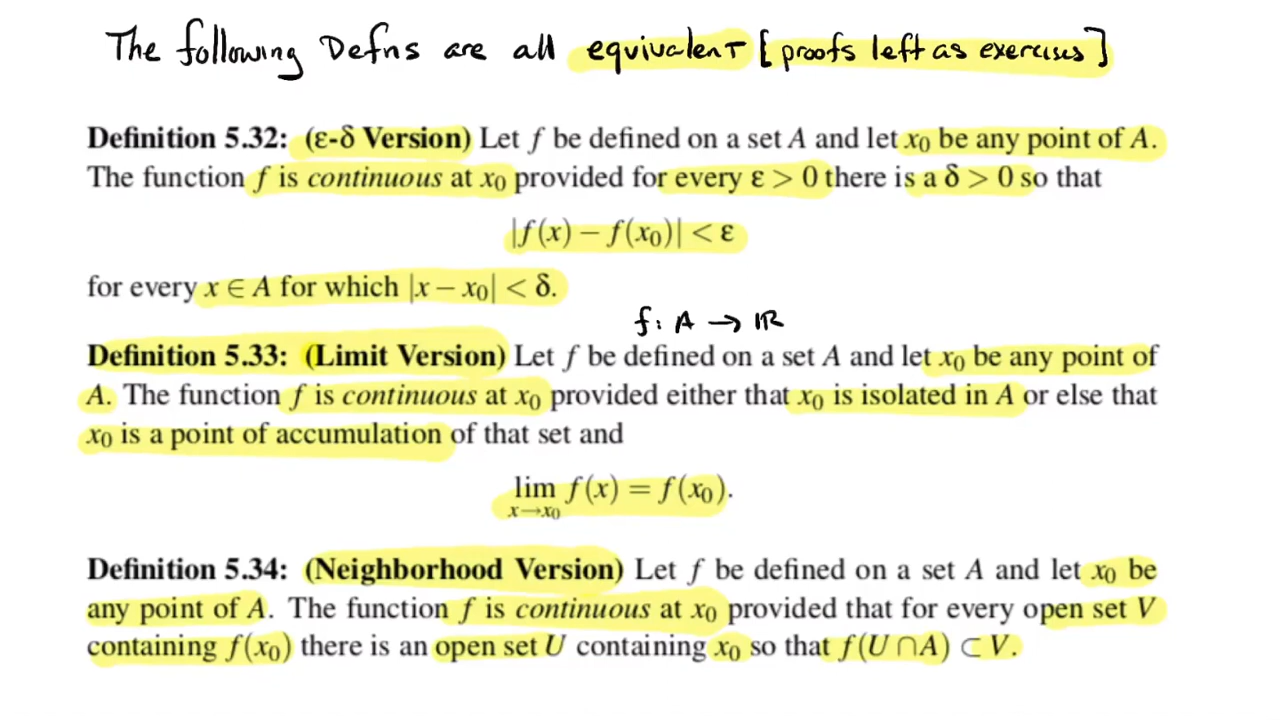 The following Defns are all equivalent [proofs left as exercises]
Definition 5.32: (ε-δ Version) Let f be defined on a set A and let x₀ be any point of A.
The function f is continuous at x₀ provided for every ε > 0 there is a δ > 0 so that
|f(x) − f(x₀)| < ε
for every x ∈ A for which |x − x₀| < δ.
f: A → ℝ
Definition 5.33: (Limit Version) Let f be defined on a set A and let x₀ be any point of
A. The function f is continuous at x₀ provided either that x₀ is isolated in A or else that
x₀ is a point of accumulation of that set and
lim f(x) = f(x₀).
x→x₀
Definition 5.34: (Neighborhood Version) Let f be defined on a set A and let x₀ be
any point of A. The function f is continuous at x₀ provided that for every open set V
containing f(x₀) there is an open set U containing x₀ so that f(U ∩ A) ⊂ V.